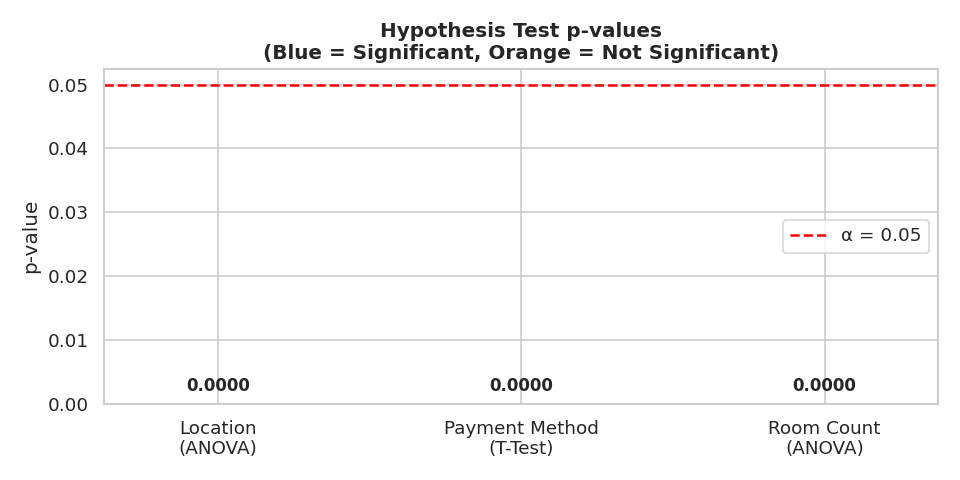 Hypothesis Test p-values
(Blue = Significant, Orange = Not Significant)
p-value
0.05
0.04
0.03
0.02
0.01
0.00
α = 0.05
0.0000 0.0000 0.0000
Location Payment Method Room Count
(ANOVA) (T-Test) (ANOVA)